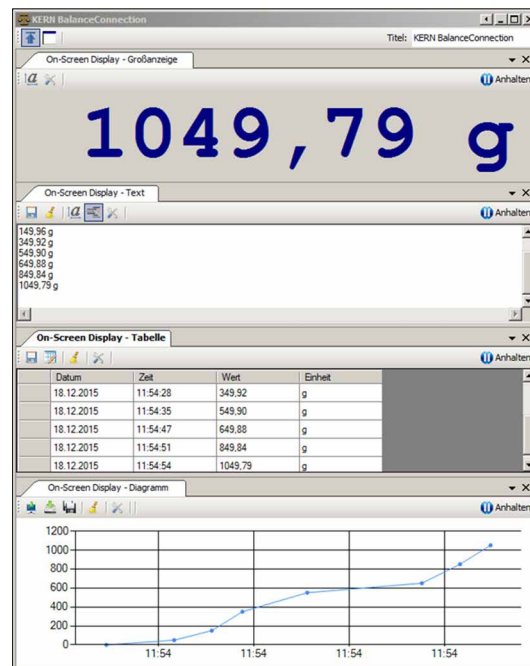 KERN BalanceConnection
Titel: KERN BalanceConnection
On-Screen Display - Großanzeige
Anhalten
1049,79 g
On-Screen Display - Text
Anhalten
149,96 g
349,92 g
549,90 g
649,88 g
849,84 g
1049,79 g
On-Screen Display - Tabelle
Anhalten
Datum Zeit Wert Einheit
18.12.2015 11:54:28 349,92 g
18.12.2015 11:54:35 549,90 g
18.12.2015 11:54:47 649,88 g
18.12.2015 11:54:51 849,84 g
18.12.2015 11:54:54 1049,79 g
On-Screen Display - Diagramm
Anhalten
1200
1000
800
600
400
200
0
11:54 11:54 11:54 11:54